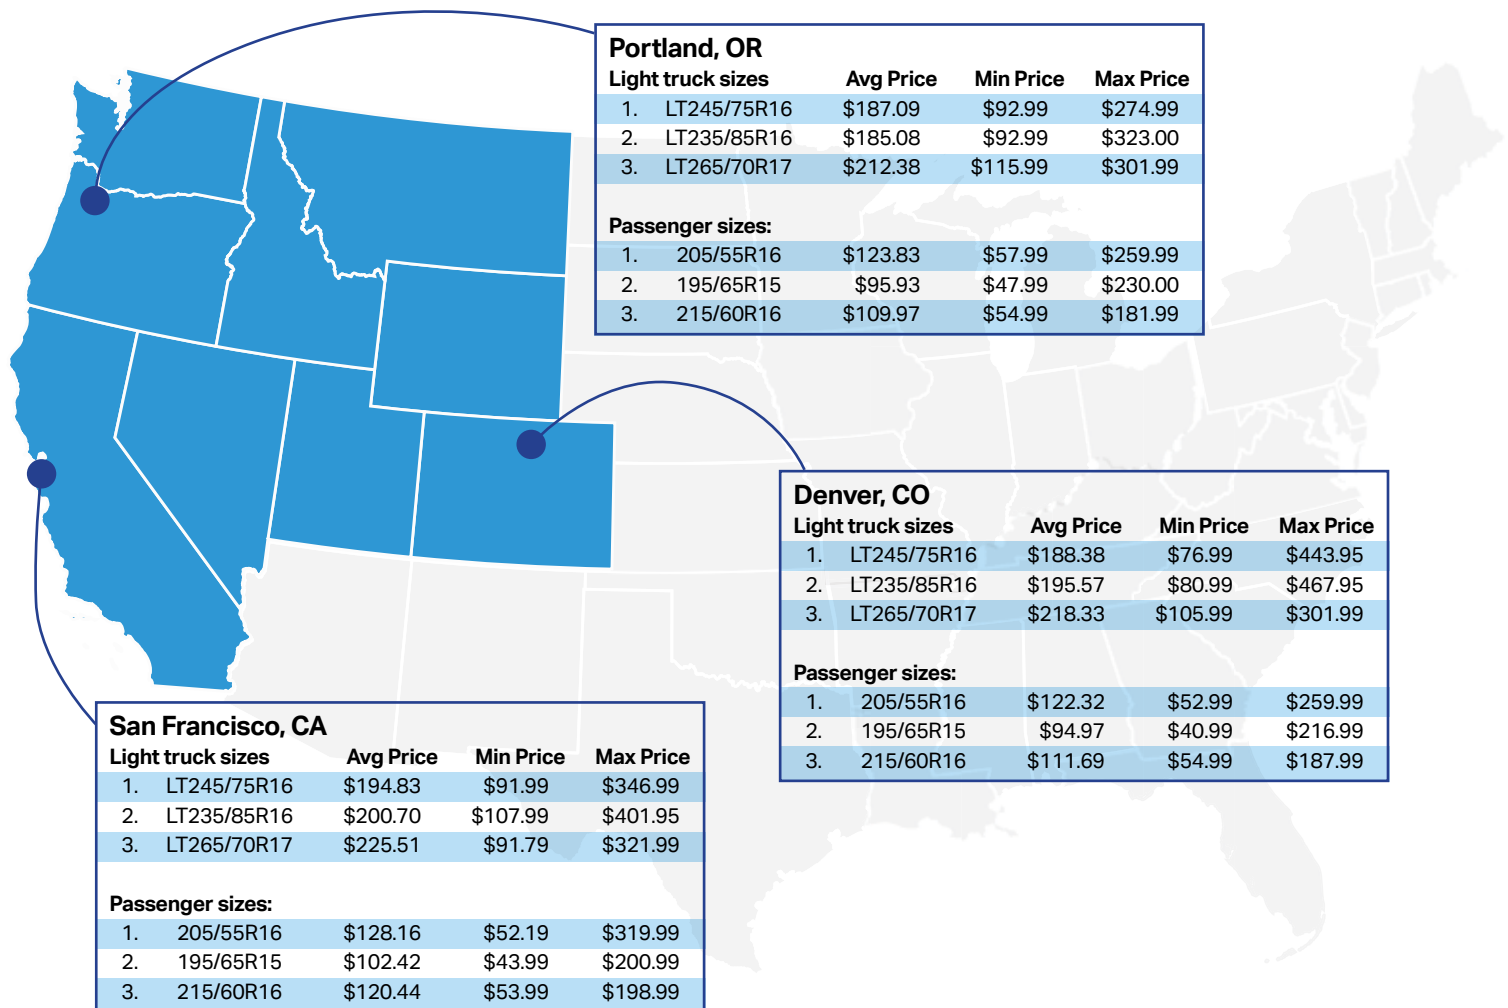 Portland, OR
Light truck sizes Avg Price Min Price Max Price
1. LT245/75R16 $187.09 $92.99 $274.99
2. LT235/85R16 $185.08 $92.99 $323.00
3. LT265/70R17 $212.38 $115.99 $301.99
Passenger sizes:
1. 205/55R16 $123.83 $57.99 $259.99
2. 195/65R15 $95.93 $47.99 $230.00
3. 215/60R16 $109.97 $54.99 $181.99
Denver, CO
Light truck sizes Avg Price Min Price Max Price
1. LT245/75R16 $188.38 $76.99 $443.95
2. LT235/85R16 $195.57 $80.99 $467.95
3. LT265/70R17 $218.33 $105.99 $301.99
Passenger sizes:
1. 205/55R16 $122.32 $52.99 $259.99
2. 195/65R15 $94.97 $40.99 $216.99
3. 215/60R16 $111.69 $54.99 $187.99
San Francisco, CA
Light truck sizes Avg Price Min Price Max Price
1. LT245/75R16 $194.83 $91.99 $346.99
2. LT235/85R16 $200.70 $107.99 $401.95
3. LT265/70R17 $225.51 $91.79 $321.99
Passenger sizes:
1. 205/55R16 $128.16 $52.19 $319.99
2. 195/65R15 $102.42 $43.99 $200.99
3. 215/60R16 $120.44 $53.99 $198.99